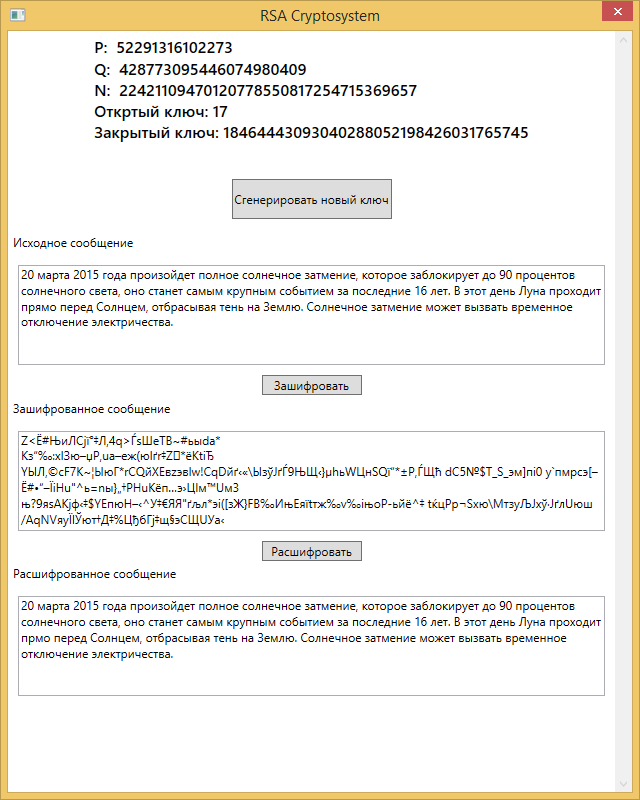 RSA Cryptosystem
P: 52291316102273
Q: 428773095446074980409
N: 22421109470120778550817254715369657
Откртый ключ: 17
Закрытый ключ: 18464443093040288052198426031765745
Сгенерировать новый ключ
Исходное сообщение
20 марта 2015 года произойдет полное солнечное затмение, которое заблокирует до 90 процентов
солнечного света, оно станет самым крупным событием за последние 16 лет. В этот день Луна проходит
прямо перед Солнцем, отбрасывая тень на Землю. Солнечное затмение может вызвать временное
отключение электричества.
Зашифровать
Зашифрованное сообщение
Расшифровать
Расшифрованное сообщение
20 марта 2015 года произойдет полное солнечное затмение, которое заблокирует до 90 процентов
солнечного света, оно станет самым крупным событием за последние 16 лет. В этот день Луна проходит
прмо перед Солнцем, отбрасывая тень на Землю. Солнечное затмение может вызвать временное
отключение электричества.